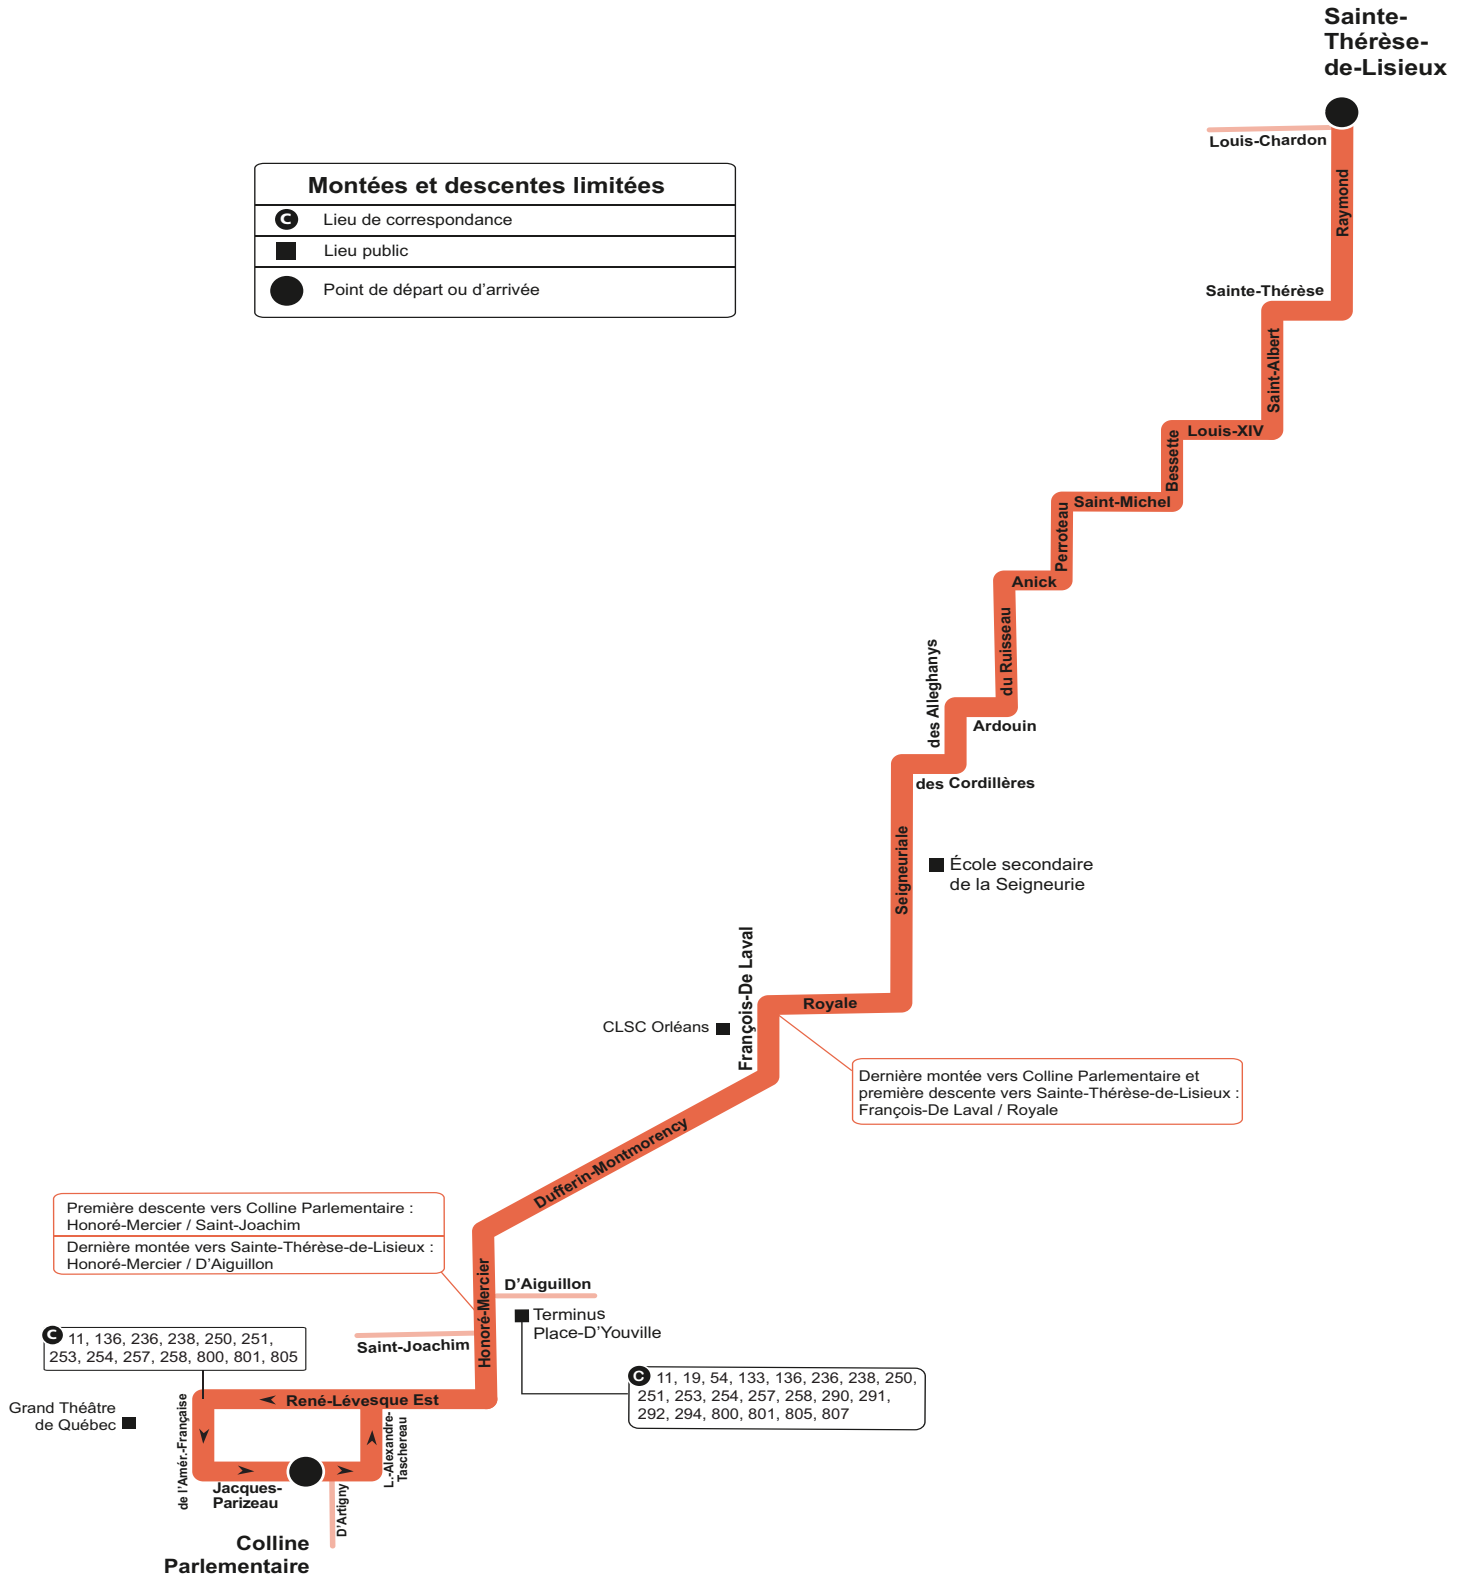 Sainte-
Thérèse-
de-Lisieux
Louis-Chardon
Raymond
Montées et descentes limitées
C Lieu de correspondance
Lieu public
Point de départ ou d'arrivée
Sainte-Thérèse
Saint-Albert
Louis-XIV
Bessette
Saint-Michel
Perroteau
Anick
du Ruisseau
des Alleghanys
Ardouin
des Cordillères
Seigneuriale
École secondaire
de la Seigneurie
François-De Laval
Royale
CLSC Orléans
Dernière montée vers Colline Parlementaire et
première descente vers Sainte-Thérèse-de-Lisieux :
François-De Laval / Royale
Dufferin-Montmorency
Première descente vers Colline Parlementaire :
Honoré-Mercier / Saint-Joachim
Dernière montée vers Sainte-Thérèse-de-Lisieux :
Honoré-Mercier / D'Aiguillon
Honoré-Mercier
D'Aiguillon
Terminus
Place-D'Youville
Saint-Joachim
C 11, 136, 236, 238, 250, 251,
253, 254, 257, 258, 800, 801, 805
C 11, 19, 54, 133, 136, 236, 238, 250,
251, 253, 254, 257, 258, 290, 291,
292, 294, 800, 801, 805, 807
René-Lévesque Est
Grand Théâtre
de Québec
de l'Amér.-Française
L.-Alexandre-
Taschereau
Jacques-
Parizeau
D'Artigny
Colline
Parlementaire